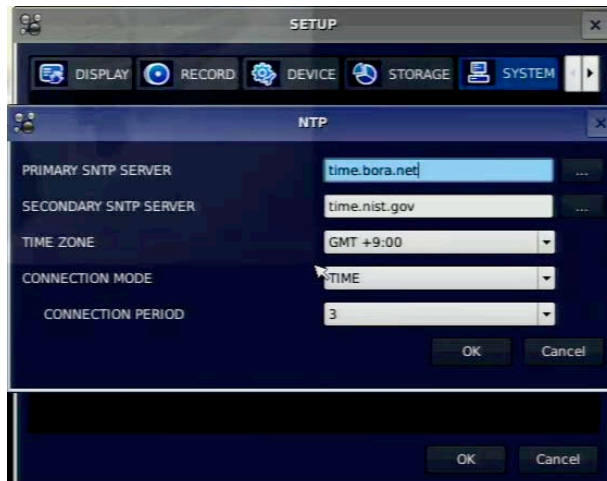 SETUP
DISPLAY RECORD DEVICE STORAGE SYSTEM
NTP
PRIMARY SNTP SERVER time.bora.net ...
SECONDARY SNTP SERVER time.nist.gov ...
TIME ZONE GMT +9:00
CONNECTION MODE TIME
CONNECTION PERIOD 3
OK Cancel
OK Cancel